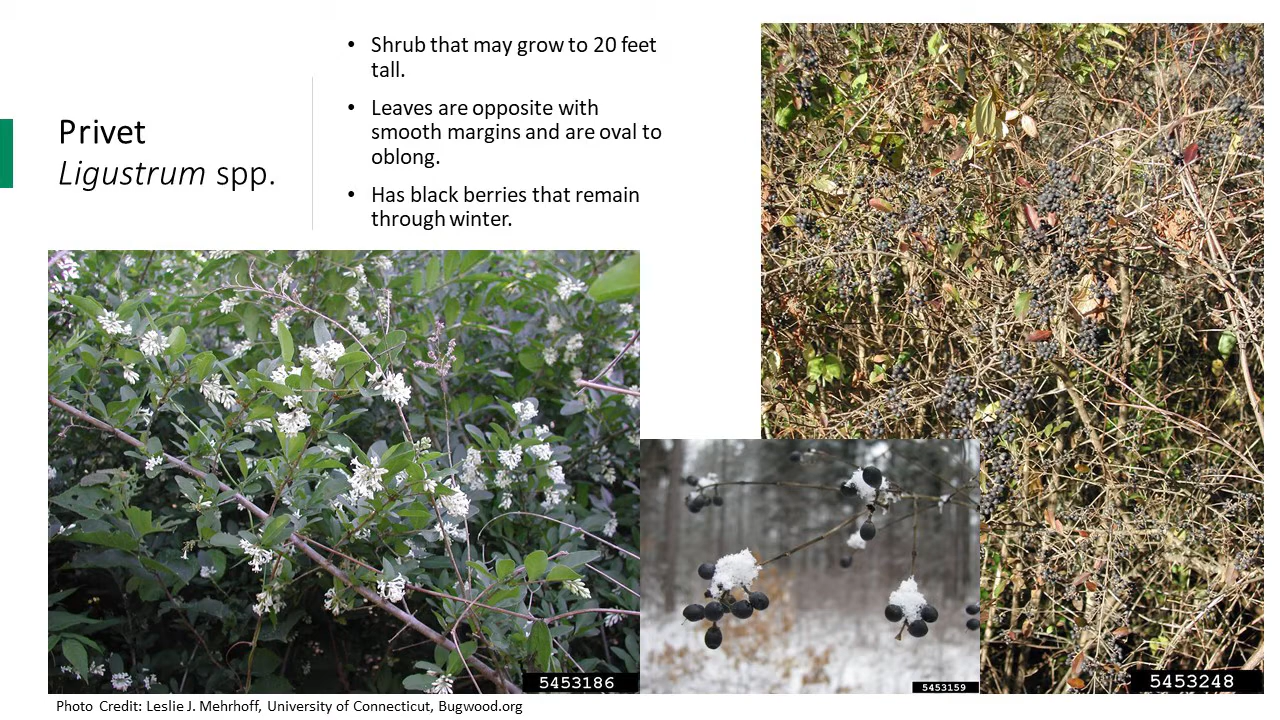 Privet
Ligustrum spp.
• Shrub that may grow to 20 feet
tall.
• Leaves are opposite with
smooth margins and are oval to
oblong.
• Has black berries that remain
through winter.
5453186
5453159
5453248
Photo Credit: Leslie J. Mehrhoff, University of Connecticut, Bugwood.org